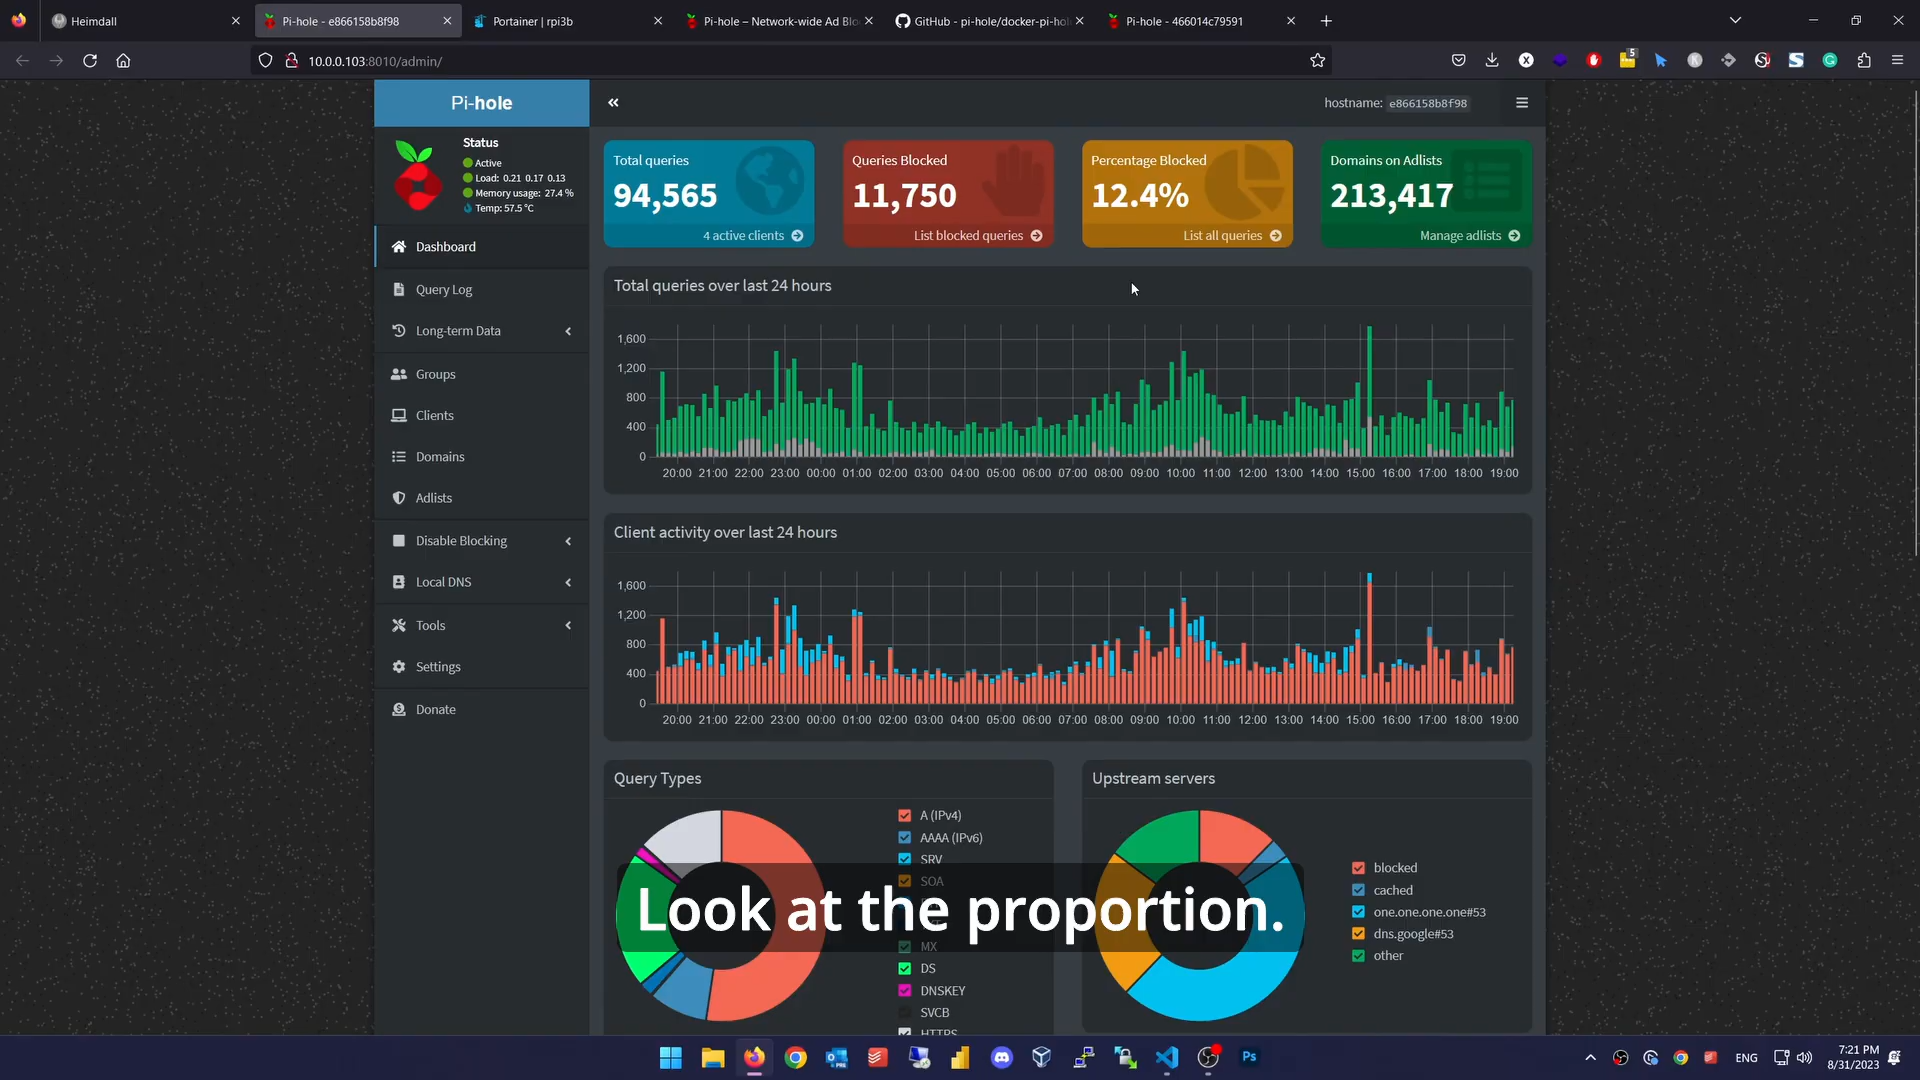 Heimdall
Pi-hole - e866158b8f98
Portainer | rpi3b
Pi-hole – Network-wide Ad Blo
GitHub - pi-hole/docker-pi-hol
Pi-hole - 466014c79591
10.0.0.103:8010/admin/
5
Pi-hole
hostname: e866158b8f98
Status
Active
Load: 0.21 0.17 0.13
Memory usage: 27.4 %
Temp: 57.5 °C
Dashboard
Query Log
Long-term Data
Groups
Clients
Domains
Adlists
Disable Blocking
Local DNS
Tools
Settings
Donate
Total queries
94,565
4 active clients
Queries Blocked
11,750
List blocked queries
Percentage Blocked
12.4%
List all queries
Domains on Adlists
213,417
Manage adlists
Total queries over last 24 hours
1,600
1,200
800
400
0
20:00 21:00 22:00 23:00 00:00 01:00 02:00 03:00 04:00 05:00 06:00 07:00 08:00 09:00 10:00 11:00 12:00 13:00 14:00 15:00 16:00 17:00 18:00 19:00
Client activity over last 24 hours
1,600
1,200
800
400
0
20:00 21:00 22:00 23:00 00:00 01:00 02:00 03:00 04:00 05:00 06:00 07:00 08:00 09:00 10:00 11:00 12:00 13:00 14:00 15:00 16:00 17:00 18:00 19:00
Query Types
A (IPv4)
AAAA (IPv6)
SRV
SOA
MX
DS
DNSKEY
SVCB
HTTPS
Upstream servers
blocked
cached
one.one.one.one#53
dns.google#53
other
Look at the proportion.
Ps
ENG
7:21 PM
8/31/2023